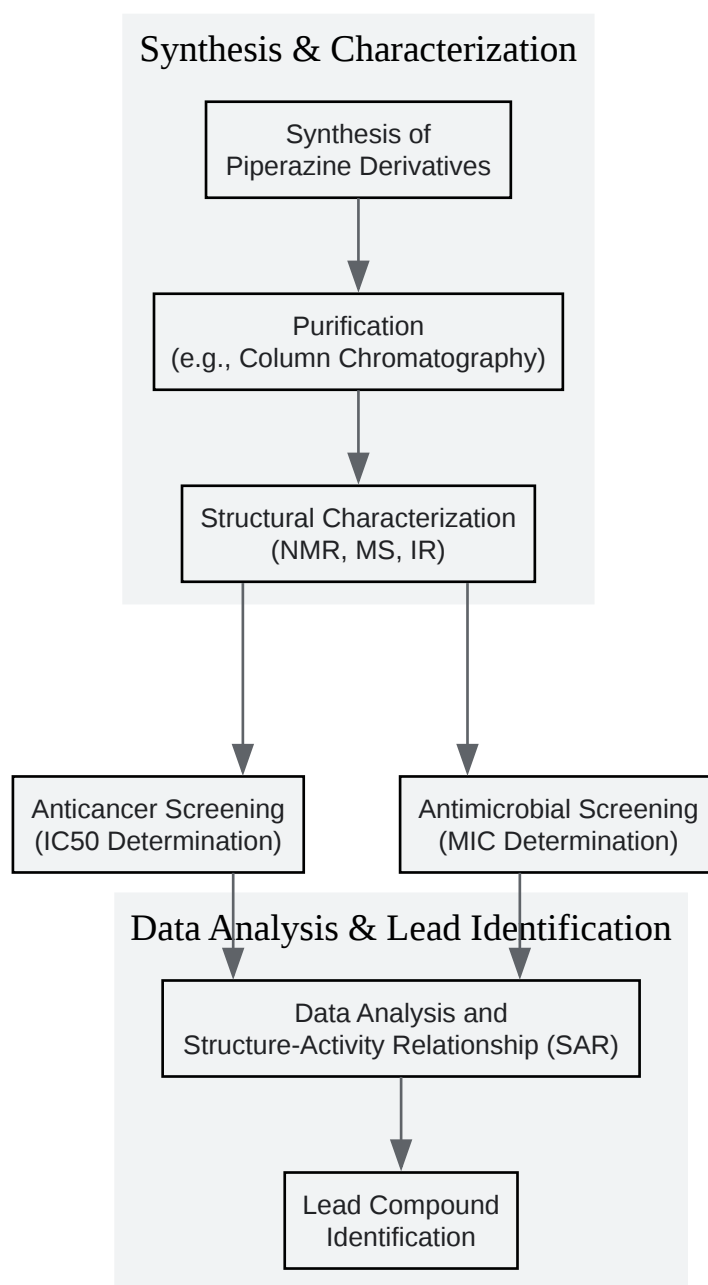 Synthesis & Characterization
Synthesis of
Piperazine Derivatives
Purification
(e.g., Column Chromatography)
Structural Characterization
(NMR, MS, IR)
Anticancer Screening
(IC50 Determination)
Antimicrobial Screening
(MIC Determination)
Data Analysis & Lead Identification
Data Analysis and
Structure-Activity Relationship (SAR)
Lead Compound
Identification